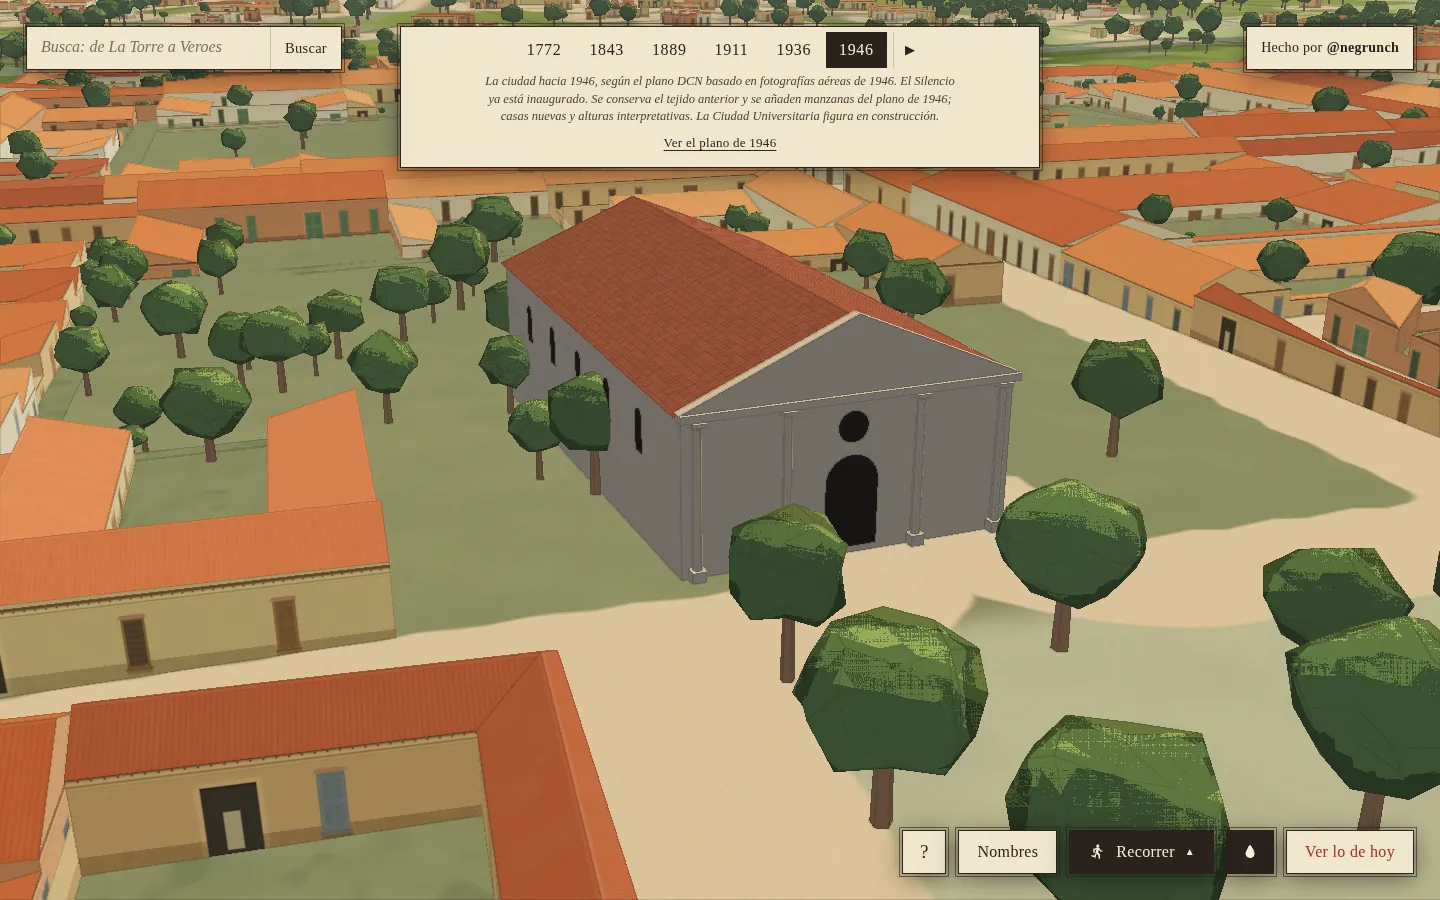 Busca: de La Torre a Veroes
Buscar
1772 1843 1889 1911 1936 1946 ▶
La ciudad hacia 1946, según el plano DCN basado en fotografías aéreas de 1946. El Silencio
ya está inaugurado. Se conserva el tejido anterior y se añaden manzanas del plano de 1946;
casas nuevas y alturas interpretativas. La Ciudad Universitaria figura en construcción.
Ver el plano de 1946
Hecho por @negrunch
?
Nombres
Recorrer ▲
Ver lo de hoy